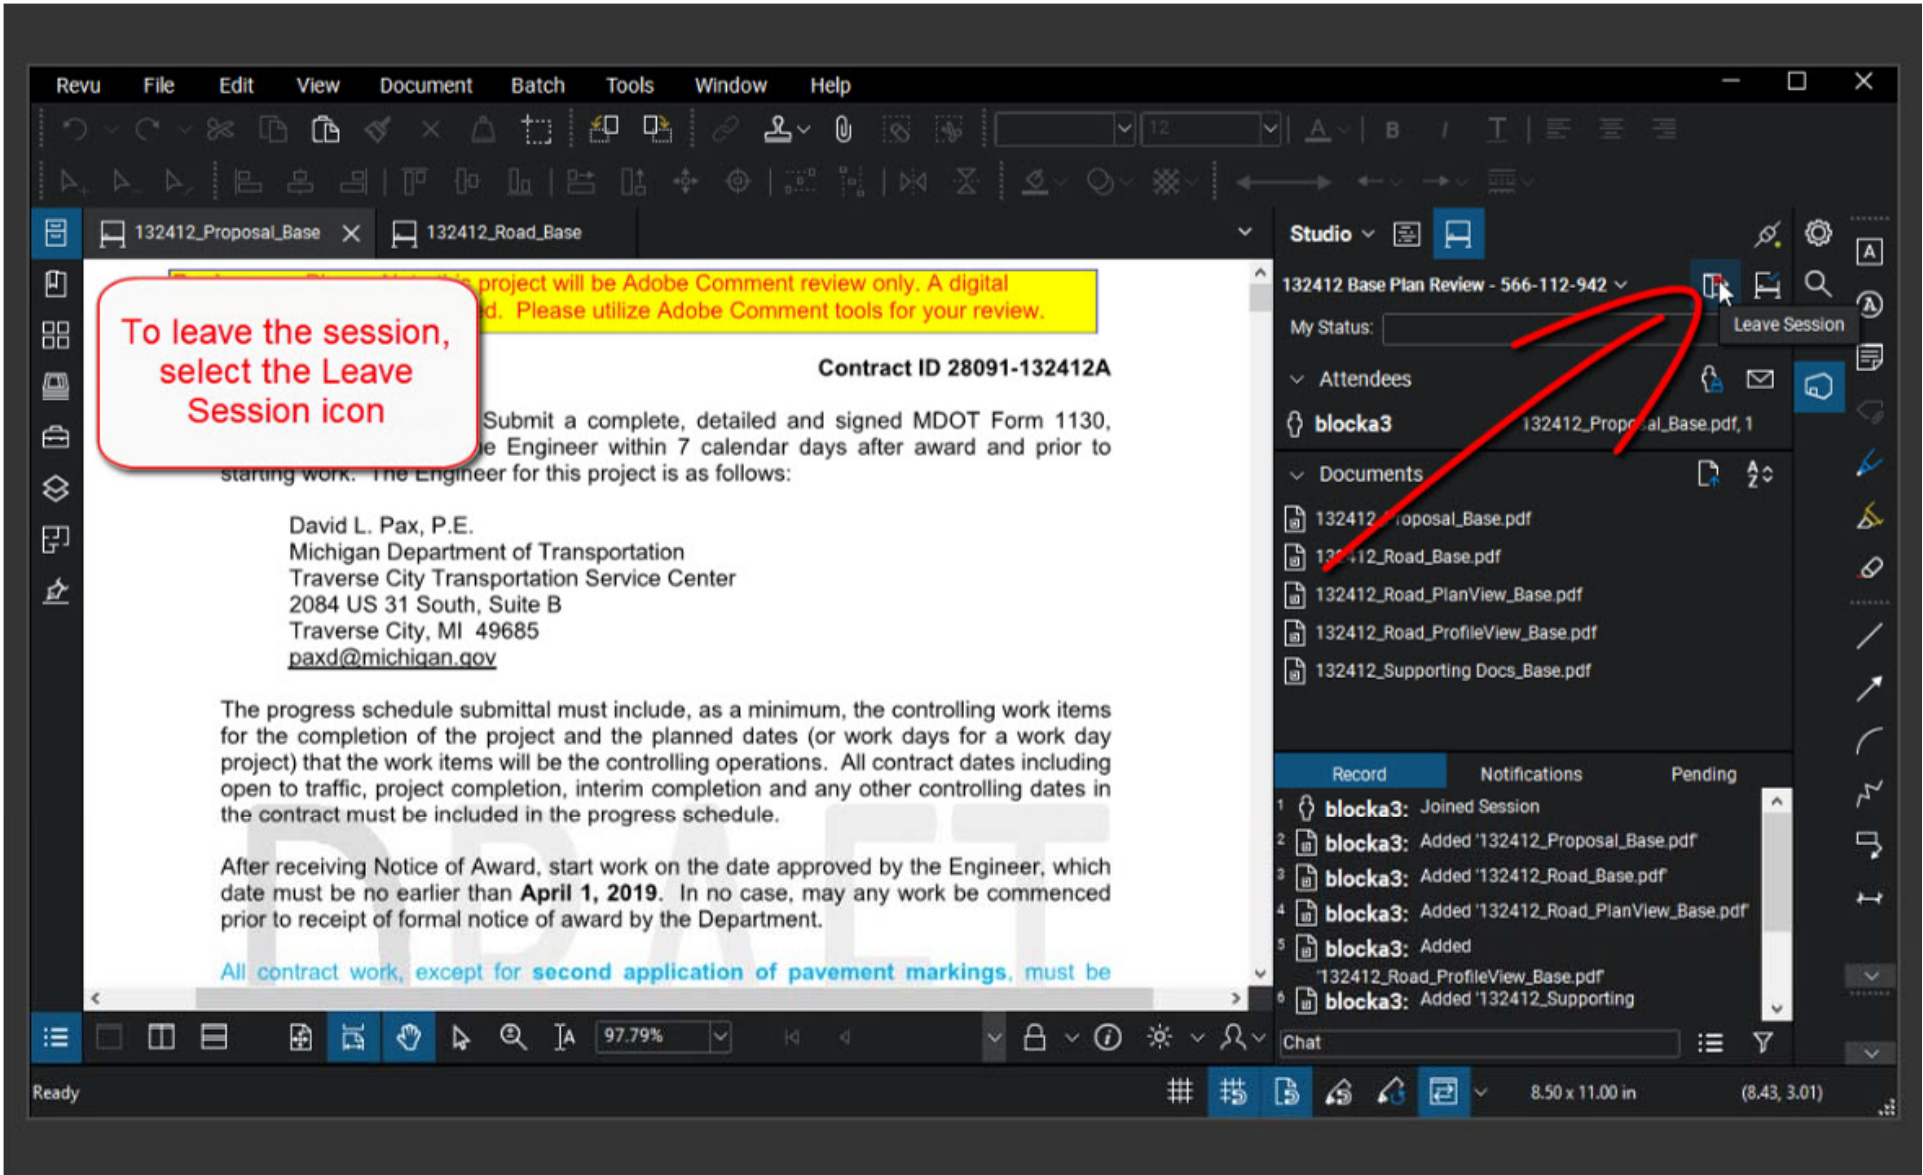 Revu File Edit View Document Batch Tools Window Help
12
132412_Proposal_Base
132412_Road_Base
Studio
project will be Adobe Comment review only. A digital
Please utilize Adobe Comment tools for your review.
To leave the session,
select the Leave
Session icon
Contract ID 28091-132412A
Submit a complete, detailed and signed MDOT Form 1130,
Engineer within 7 calendar days after award and prior to
starting work. The Engineer for this project is as follows:
David L. Pax, P.E.
Michigan Department of Transportation
Traverse City Transportation Service Center
2084 US 31 South, Suite B
Traverse City, MI 49685
paxd@michigan.gov
The progress schedule submittal must include, as a minimum, the controlling work items
for the completion of the project and the planned dates (or work days for a work day
project) that the work items will be the controlling operations. All contract dates including
open to traffic, project completion, interim completion and any other controlling dates in
the contract must be included in the progress schedule.
After receiving Notice of Award, start work on the date approved by the Engineer, which
date must be no earlier than April 1, 2019. In no case, may any work be commenced
prior to receipt of formal notice of award by the Department.
All contract work, except for second application of pavement markings, must be
DRAFT
132412 Base Plan Review - 566-112-942
Leave Session
My Status:
Attendees
blocka3 132412_Proposal_Base.pdf, 1
Documents
132412_Proposal_Base.pdf
132412_Road_Base.pdf
132412_Road_PlanView_Base.pdf
132412_Road_ProfileView_Base.pdf
132412_Supporting Docs_Base.pdf
Record Notifications Pending
1 blocka3: Joined Session
2 blocka3: Added '132412_Proposal_Base.pdf'
3 blocka3: Added '132412_Road_Base.pdf'
4 blocka3: Added '132412_Road_PlanView_Base.pdf'
5 blocka3: Added
'132412_Road_ProfileView_Base.pdf'
6 blocka3: Added '132412_Supporting
Chat
97.79%
Ready
8.50 x 11.00 in
(8.43, 3.01)